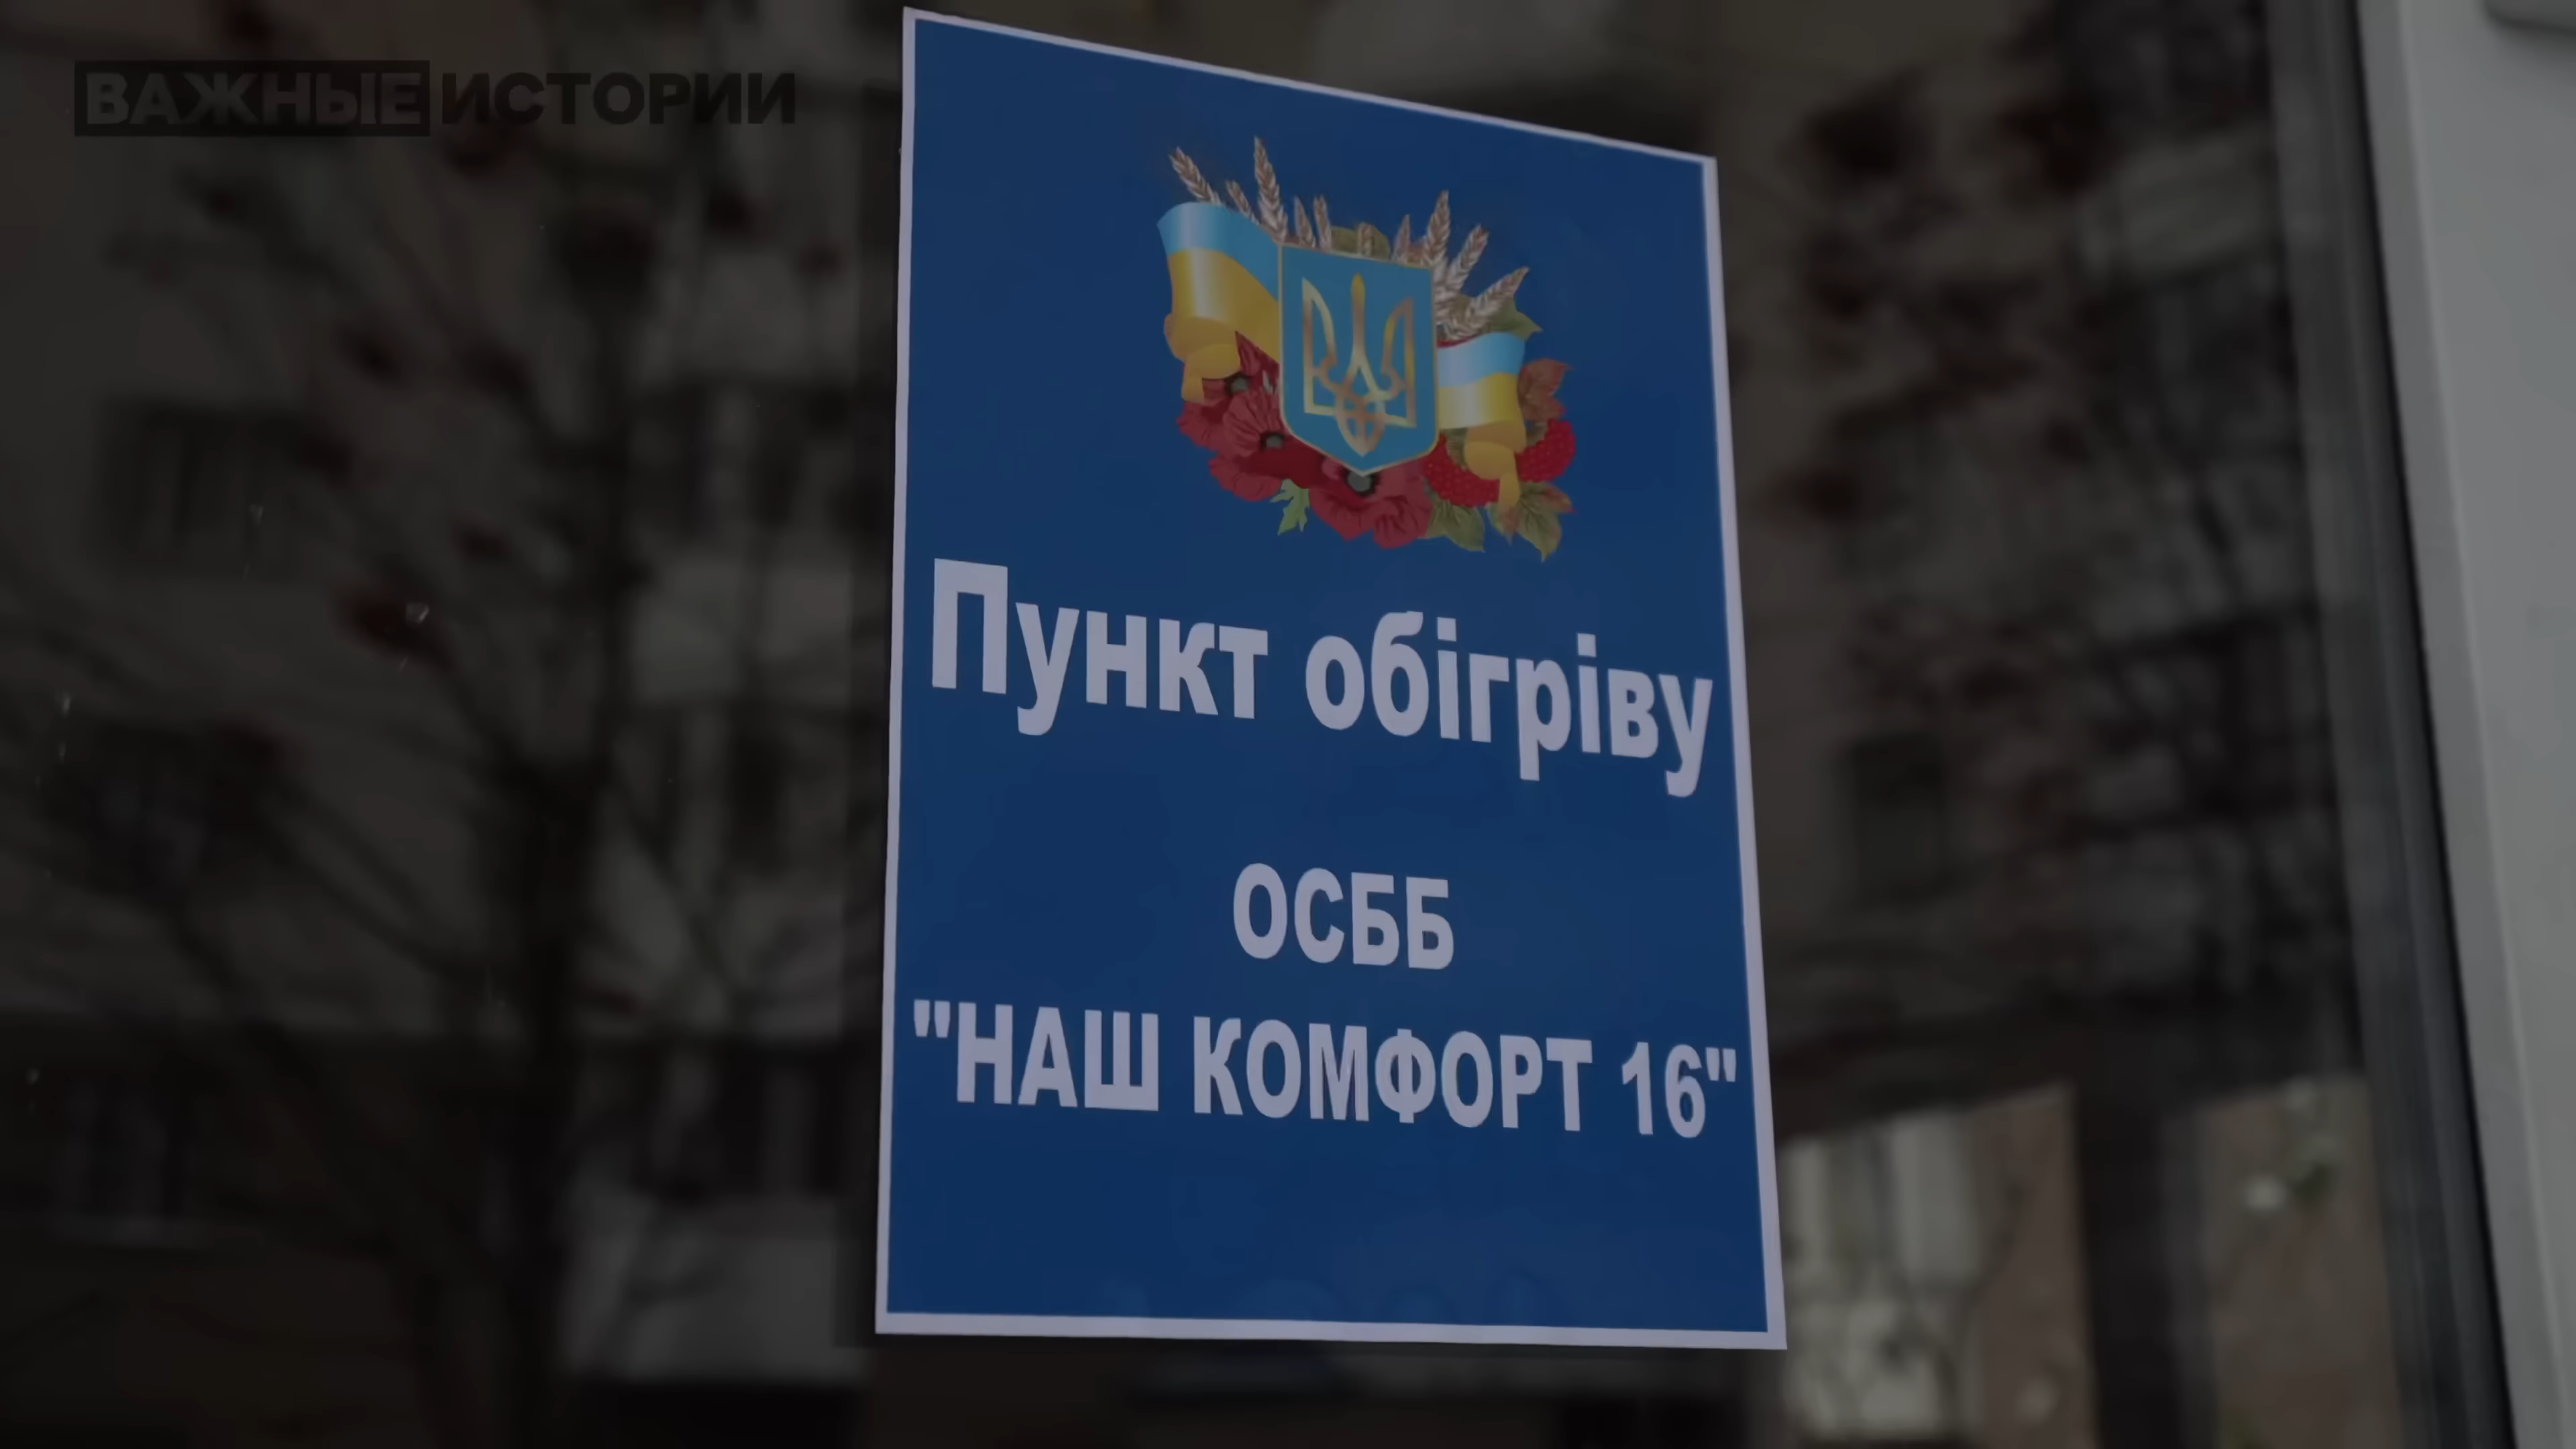 ВАЖНЫЕ ИСТОРИИ
Пункт обігріву
ОСББ
"НАШ КОМФОРТ 16"